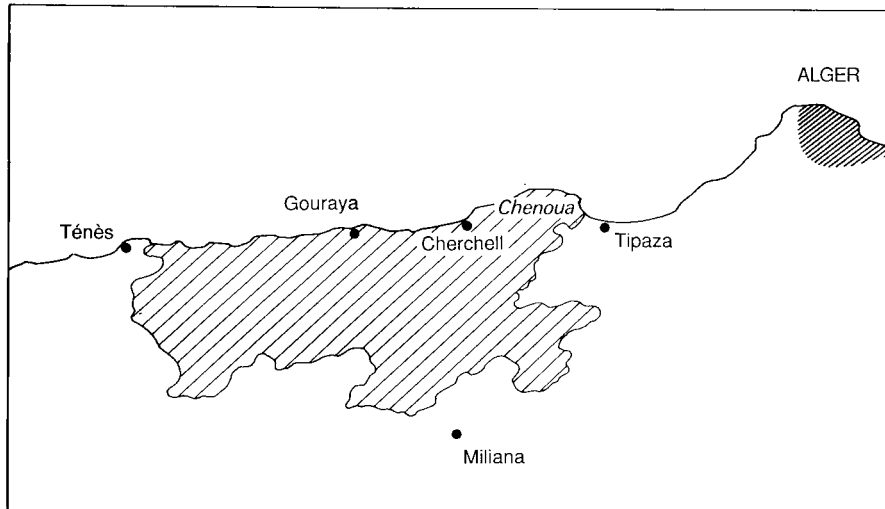 ALGER
Gouraya
Chenoua
Ténès
Cherchell
Tipaza
Miliana